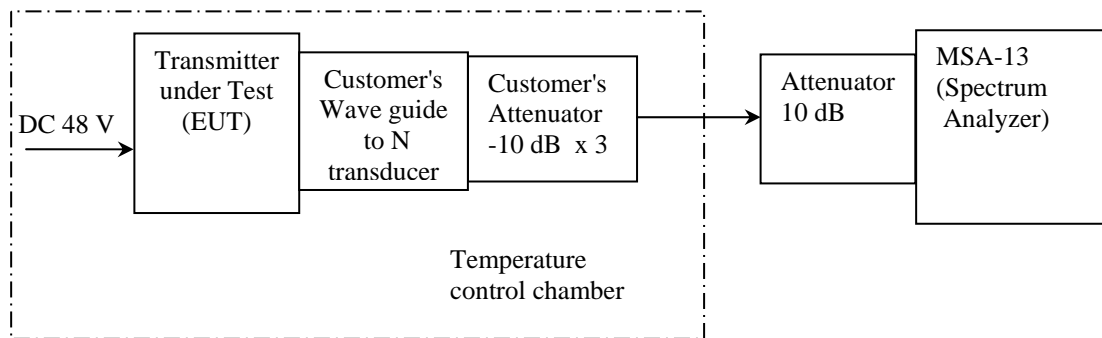 DC 48 V
Transmitter
under Test
(EUT)
Customer's
Wave guide
to N
transducer
Customer's
Attenuator
-10 dB x 3
Attenuator
10 dB
MSA-13
(Spectrum
Analyzer)
Temperature
control chamber